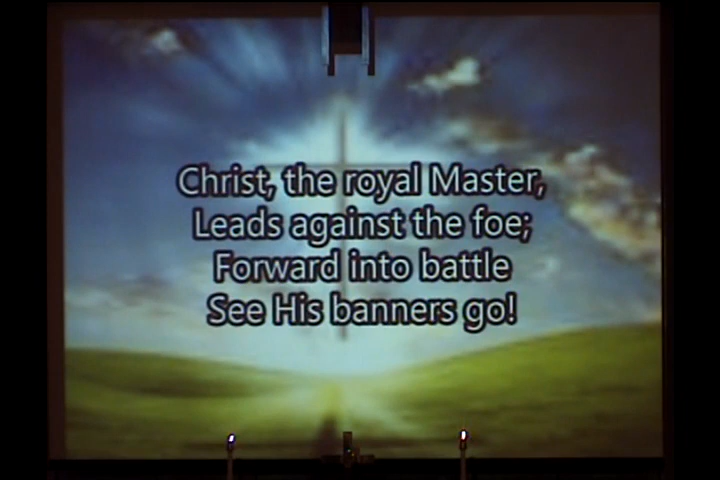 Christ, the royal Master,
Leads against the foe;
Forward into battle
See His banners go!